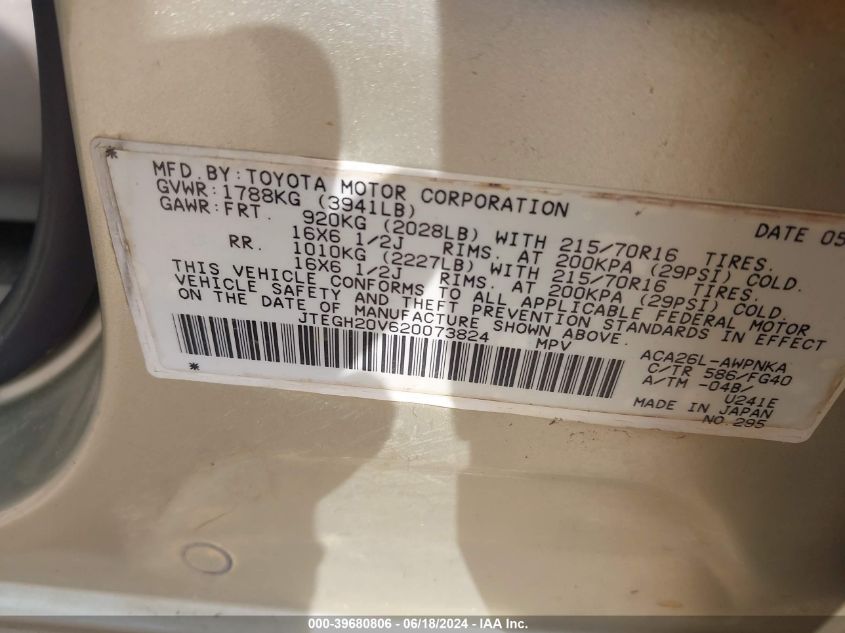 MFD.BY:TOYOTA MOTOR CORPORATION DATE 05
GVWR:1788KG (3941LB)
GAWR:FRT. 920KG (2028LB) WITH 215/70R16 TIRES.
16X6 1/2J RIMS. AT 200KPA (29PSI) COLD.
RR. 1010KG (2227LB) WITH 215/70R16 TIRES.
16X6 1/2J RIMS. AT 200KPA (29PSI) COLD.
THIS VEHICLE CONFORMS TO ALL APPLICABLE FEDERAL MOTOR
VEHICLE SAFETY AND THEFT PREVENTION STANDARDS IN EFFECT
ON THE DATE OF MANUFACTURE SHOWN ABOVE.
JTEGH20V620073824 MPV
ACA26L-AWPNKA
C/TR 586/FG40
A/TM -04B/
U241E
MADE IN JAPAN
NO.295
000-39680806 - 06/18/2024 - IAA Inc.